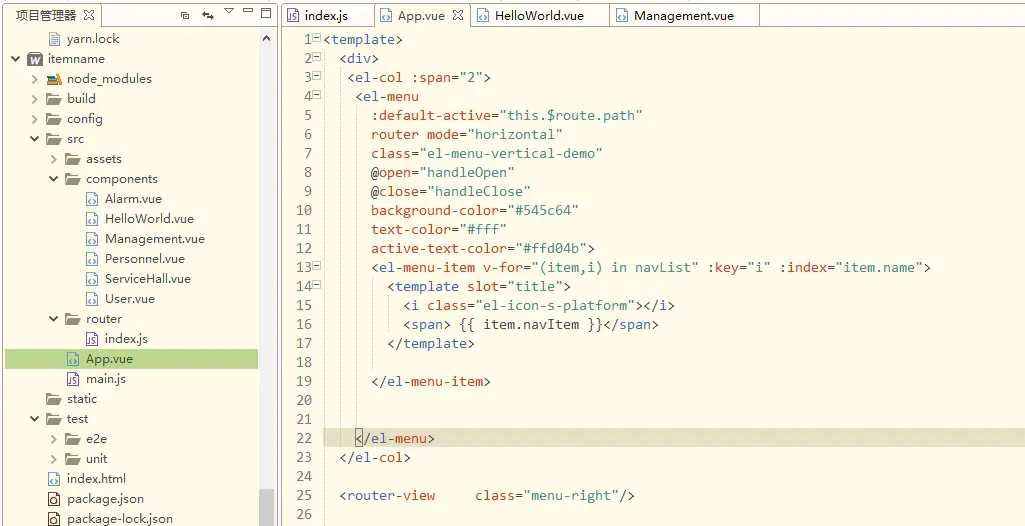 项目管理器
yarn.lock
itemname
node_modules
build
config
src
assets
components
Alarm.vue
HelloWorld.vue
Management.vue
Personnel.vue
ServiceHall.vue
User.vue
router
index.js
App.vue
main.js
static
test
e2e
unit
index.html
package.json
package-lock.json
index.js App.vue HelloWorld.vue Management.vue
1 <template>
2 <div>
3 <el-col :span="2">
4 <el-menu
5 :default-active="this.$route.path"
6 router mode="horizontal"
7 class="el-menu-vertical-demo"
8 @open="handleOpen"
9 @close="handleClose"
10 background-color="#545c64"
11 text-color="#fff"
12 active-text-color="#ffd04b">
13 <el-menu-item v-for="(item,i) in navList" :key="i" :index="item.name">
14 <template slot="title">
15 <i class="el-icon-s-platform"></i>
16 <span> {{ item.navItem }}</span>
17 </template>
18
19 </el-menu-item>
20
21
22 </el-menu>
23 </el-col>
24
25 <router-view class="menu-right"/>
26